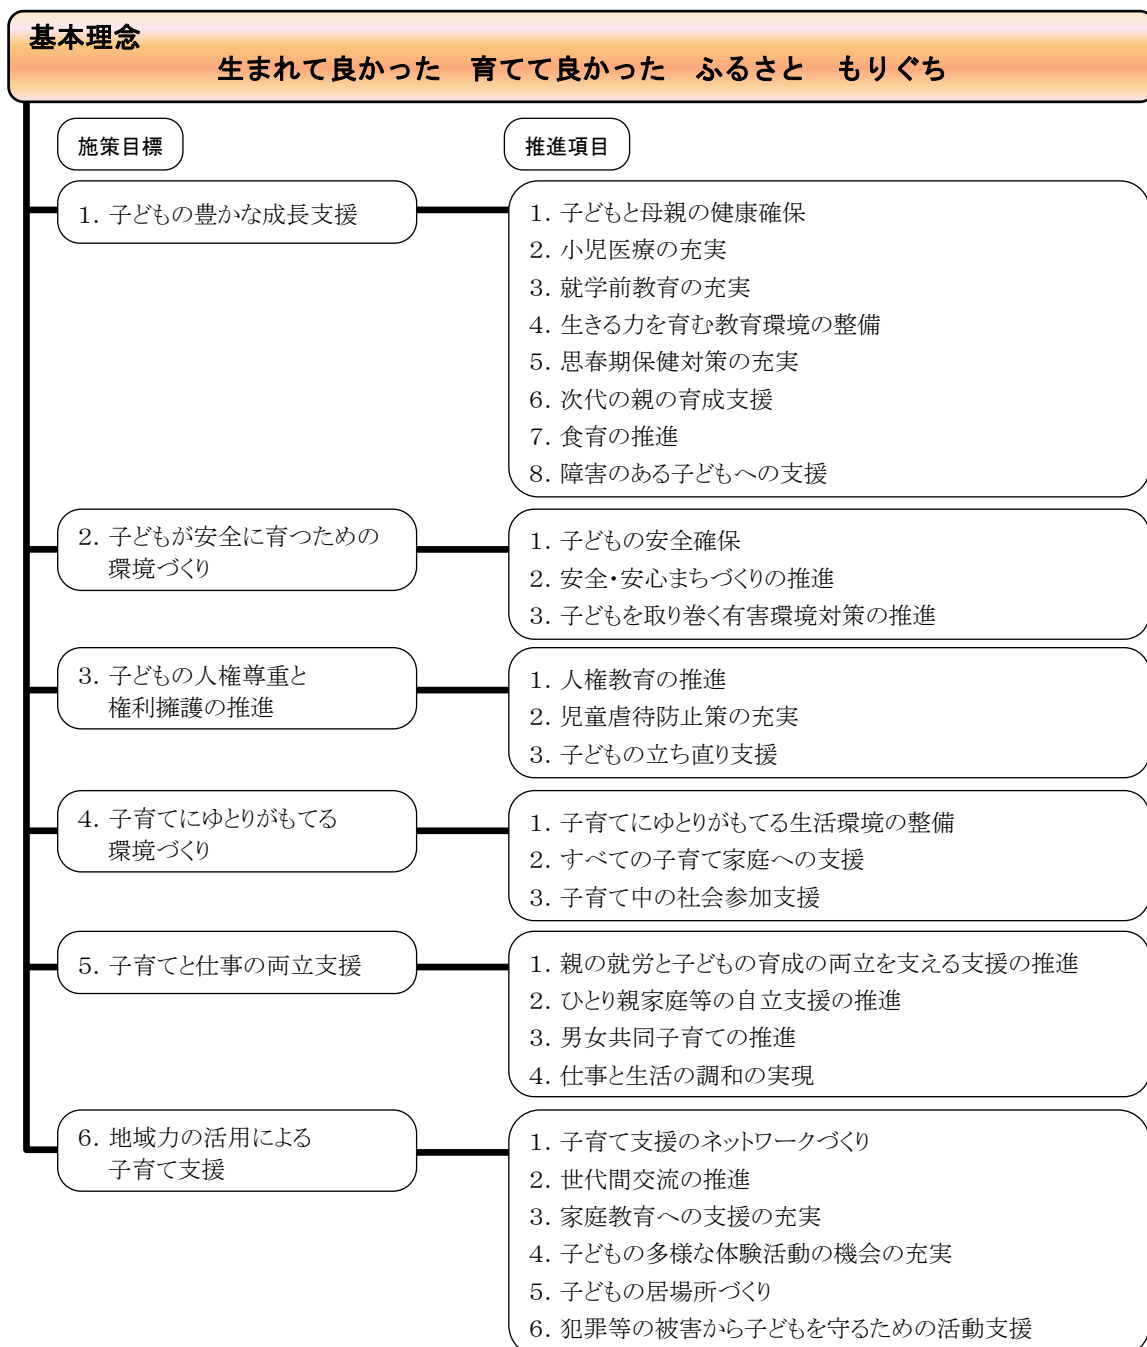 基本理念
生まれて良かった　育てて良かった　ふるさと　もりぐち
施策目標
推進項目
1．子どもの豊かな成長支援
1．子どもと母親の健康確保
2．小児医療の充実
3．就学前教育の充実
4．生きる力を育む教育環境の整備
5．思春期保健対策の充実
6．次代の親の育成支援
7．食育の推進
8．障害のある子どもへの支援
2．子どもが安全に育つための
環境づくり
1．子どもの安全確保
2．安全・安心まちづくりの推進
3．子どもを取り巻く有害環境対策の推進
3．子どもの人権尊重と
権利擁護の推進
1．人権教育の推進
2．児童虐待防止策の充実
3．子どもの立ち直り支援
4．子育てにゆとりがもてる
環境づくり
1．子育てにゆとりがもてる生活環境の整備
2．すべての子育て家庭への支援
3．子育て中の社会参加支援
5．子育てと仕事の両立支援
1．親の就労と子どもの育成の両立を支える支援の推進
2．ひとり親家庭等の自立支援の推進
3．男女共同子育ての推進
4．仕事と生活の調和の実現
6．地域力の活用による
子育て支援
1．子育て支援のネットワークづくり
2．世代間交流の推進
3．家庭教育への支援の充実
4．子どもの多様な体験活動の機会の充実
5．子どもの居場所づくり
6．犯罪等の被害から子どもを守るための活動支援